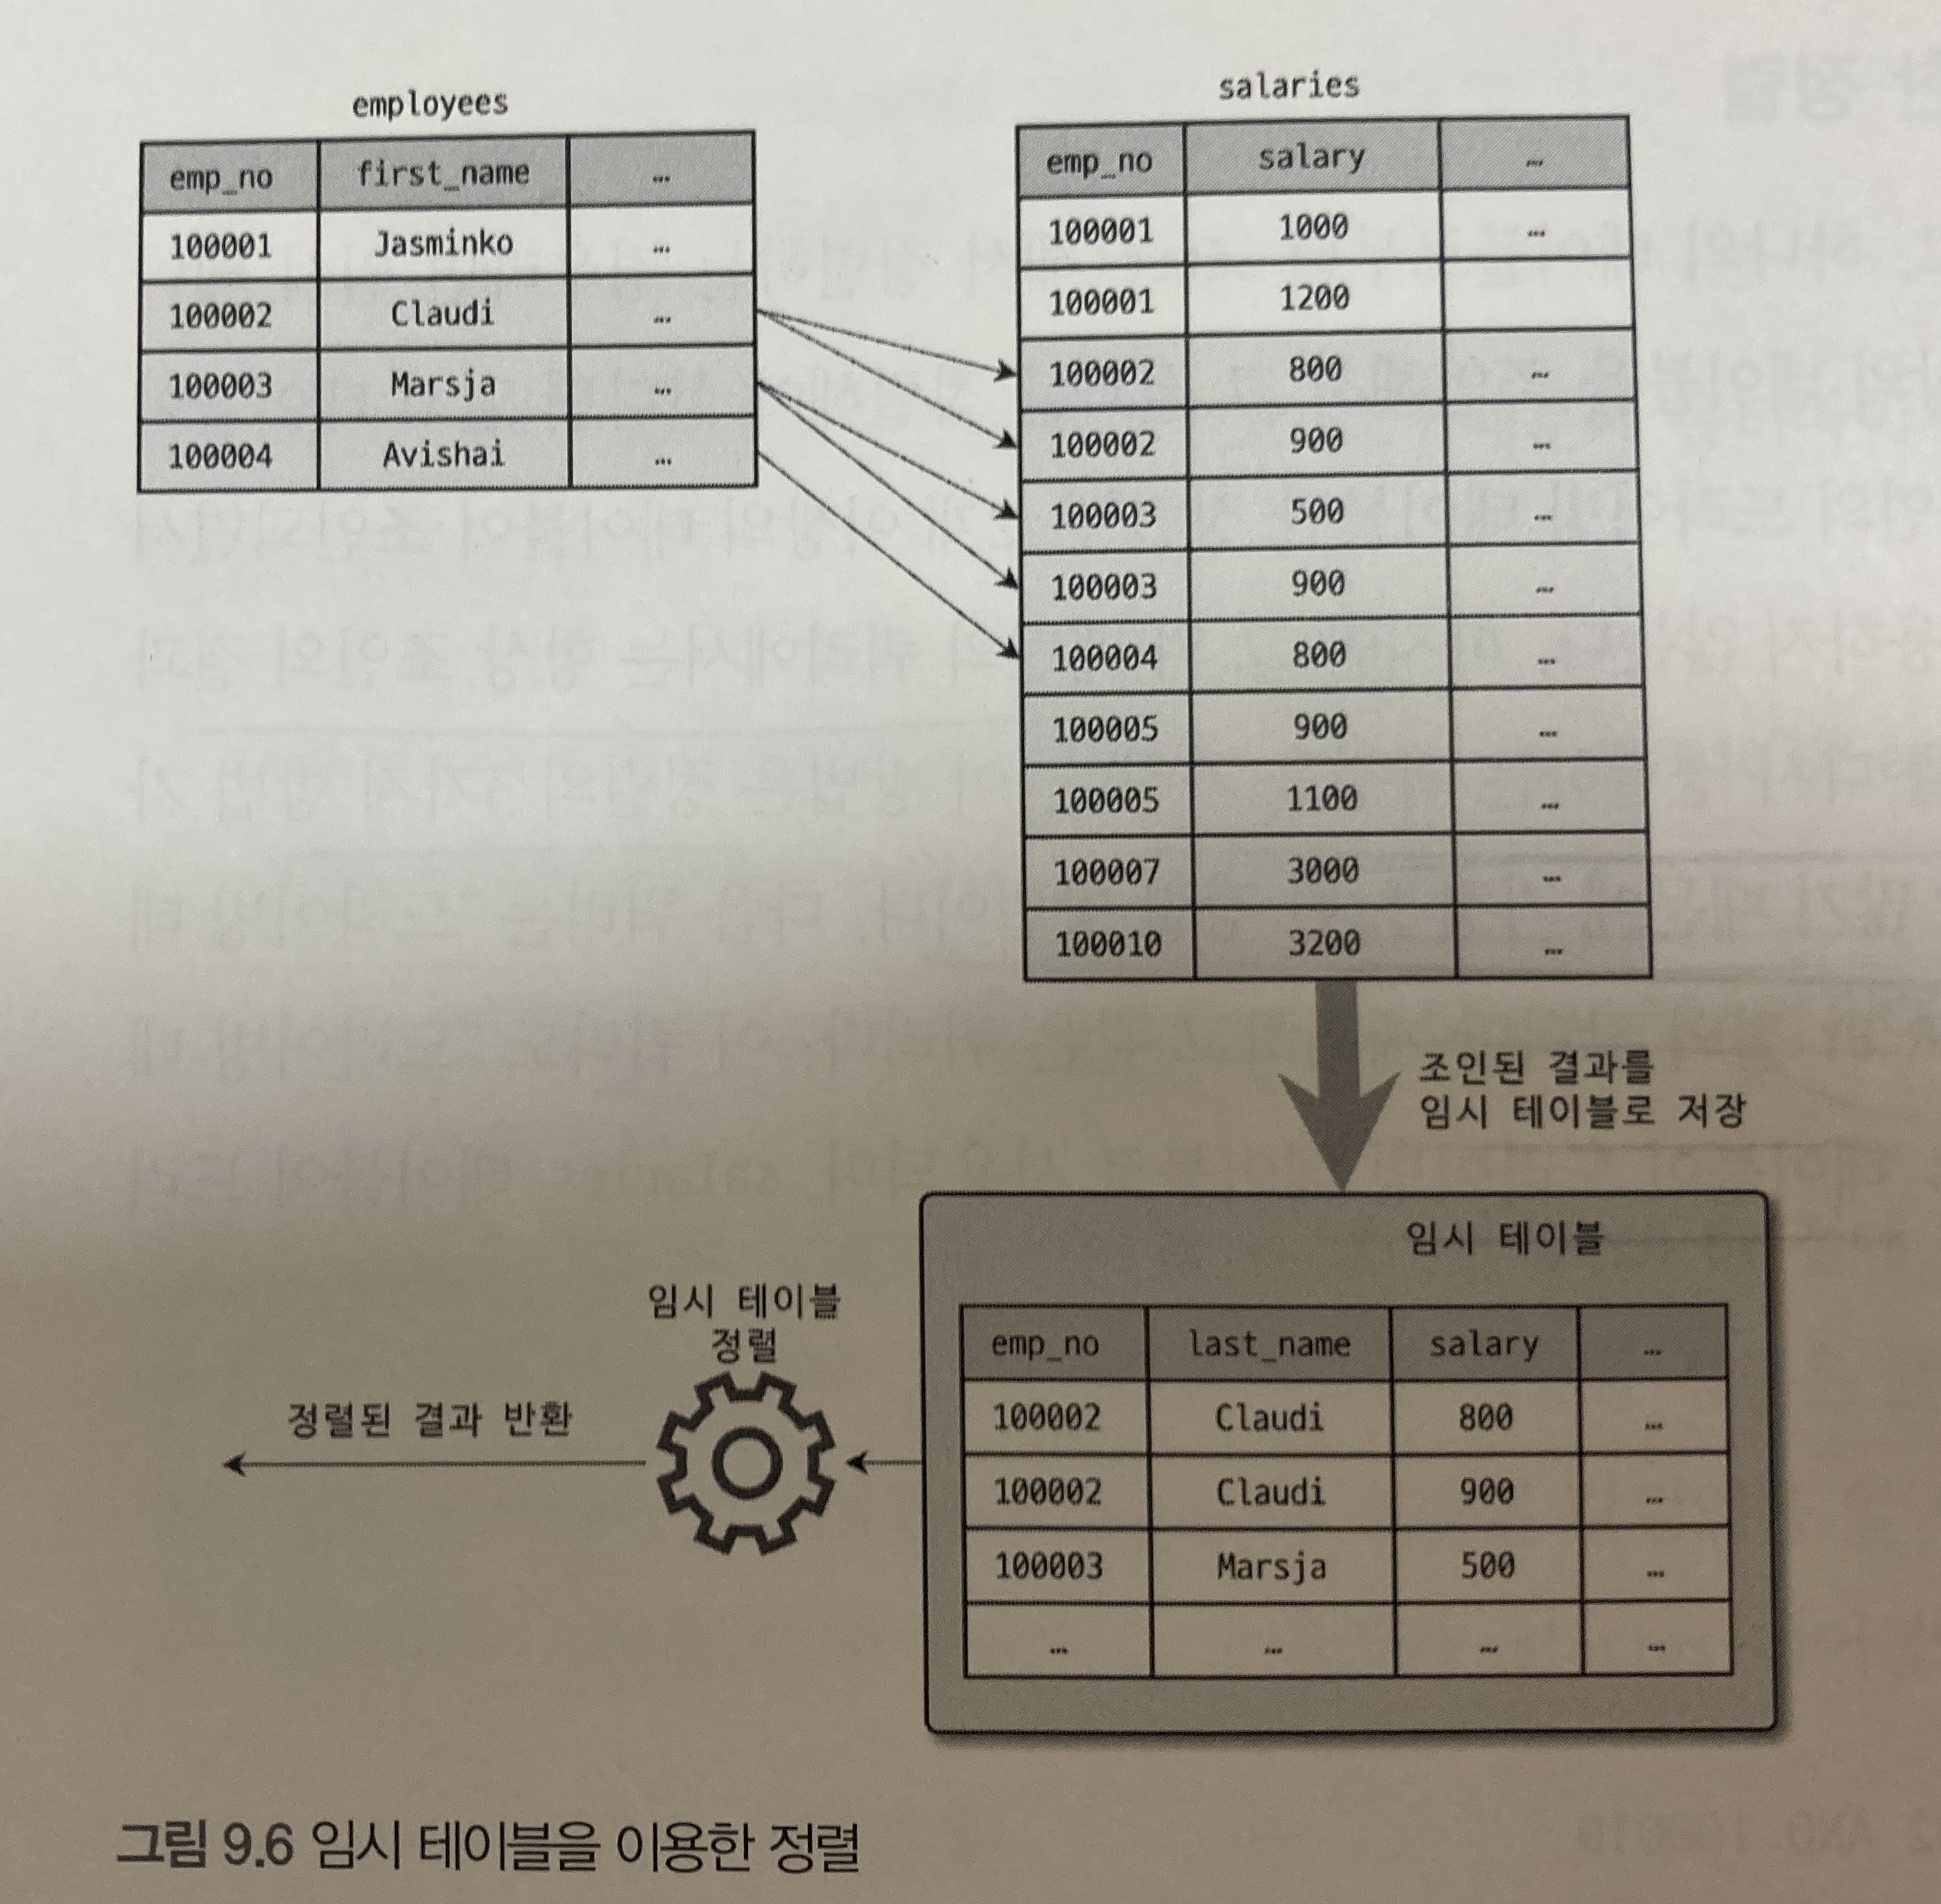 employees
emp_no first_name …
100001 Jasminko …
100002 Claudi …
100003 Marsja …
100004 Avishai …
salaries
emp_no salary …
100001 1000 …
100001 1200
100002 800 …
100002 900 …
100003 500 …
100003 900 …
100004 800 …
100005 900 …
100005 1100 …
100007 3000 …
100010 3200 …
조인된 결과를
임시 테이블로 저장
임시 테이블
emp_no last_name salary …
100002 Claudi 800 …
100002 Claudi 900 …
100003 Marsja 500 …
… … … …
임시 테이블
정렬
정렬된 결과 반환
그림 9.6 임시 테이블을 이용한 정렬